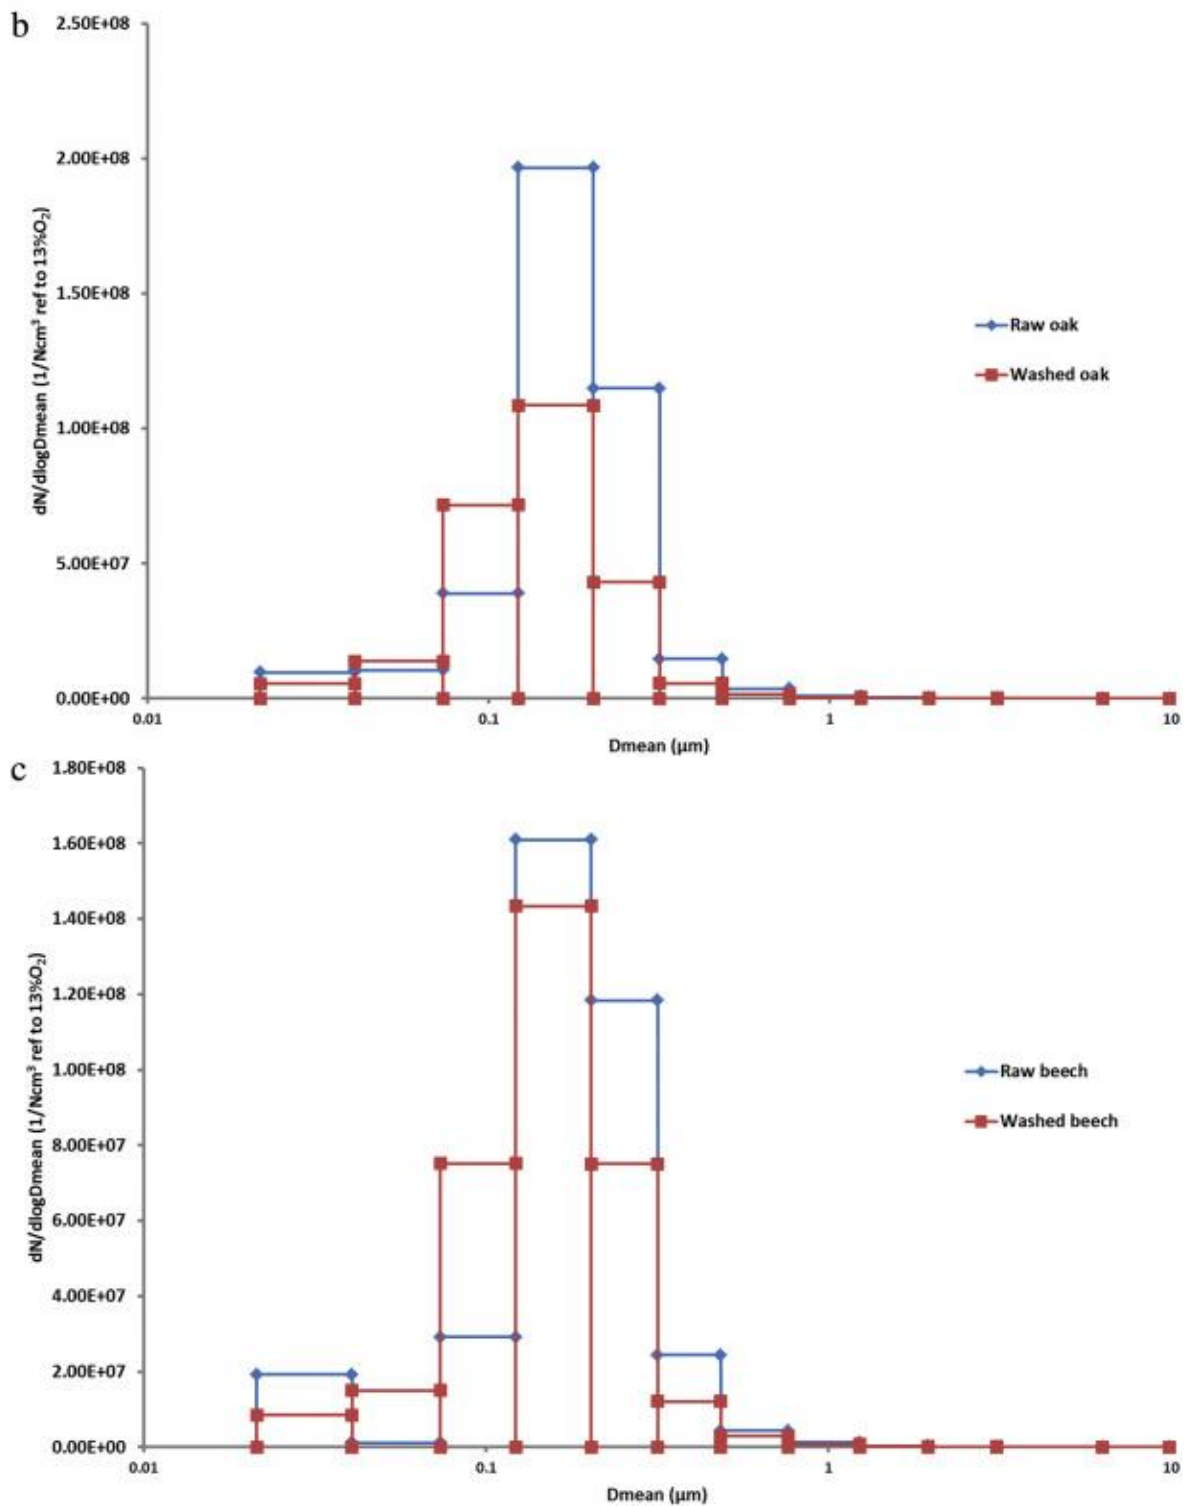 b
2.50E+08
2.00E+08
1.50E+08
1.00E+08
5.00E+07
0.00E+00
dN/dlogDmean (1/Ncm³ ref to 13%O₂)
Raw oak
Washed oak
0.01 0.1 1 10
Dmean (µm)
c
1.80E+08
1.60E+08
1.40E+08
1.20E+08
1.00E+08
8.00E+07
6.00E+07
4.00E+07
2.00E+07
0.00E+00
dN/dlogDmean (1/Ncm³ ref to 13%O₂)
Raw beech
Washed beech
0.01 0.1 1 10
Dmean (µm)